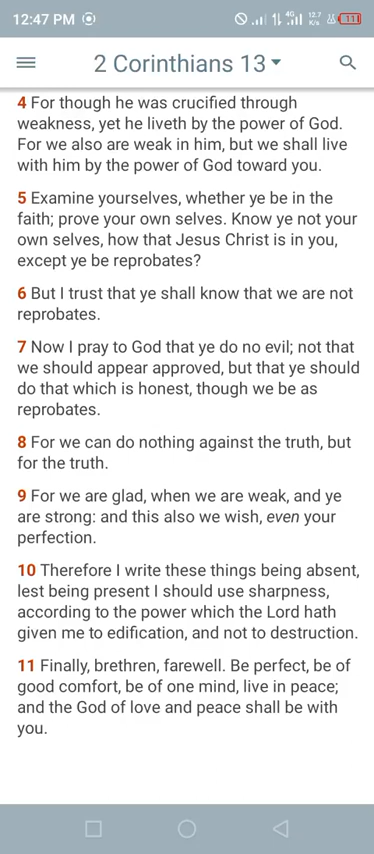 12:47 PM
4G 12.7 K/s 11
2 Corinthians 13
4 For though he was crucified through
weakness, yet he liveth by the power of God.
For we also are weak in him, but we shall live
with him by the power of God toward you.
5 Examine yourselves, whether ye be in the
faith; prove your own selves. Know ye not your
own selves, how that Jesus Christ is in you,
except ye be reprobates?
6 But I trust that ye shall know that we are not
reprobates.
7 Now I pray to God that ye do no evil; not that
we should appear approved, but that ye should
do that which is honest, though we be as
reprobates.
8 For we can do nothing against the truth, but
for the truth.
9 For we are glad, when we are weak, and ye
are strong: and this also we wish, even your
perfection.
10 Therefore I write these things being absent,
lest being present I should use sharpness,
according to the power which the Lord hath
given me to edification, and not to destruction.
11 Finally, brethren, farewell. Be perfect, be of
good comfort, be of one mind, live in peace;
and the God of love and peace shall be with
you.